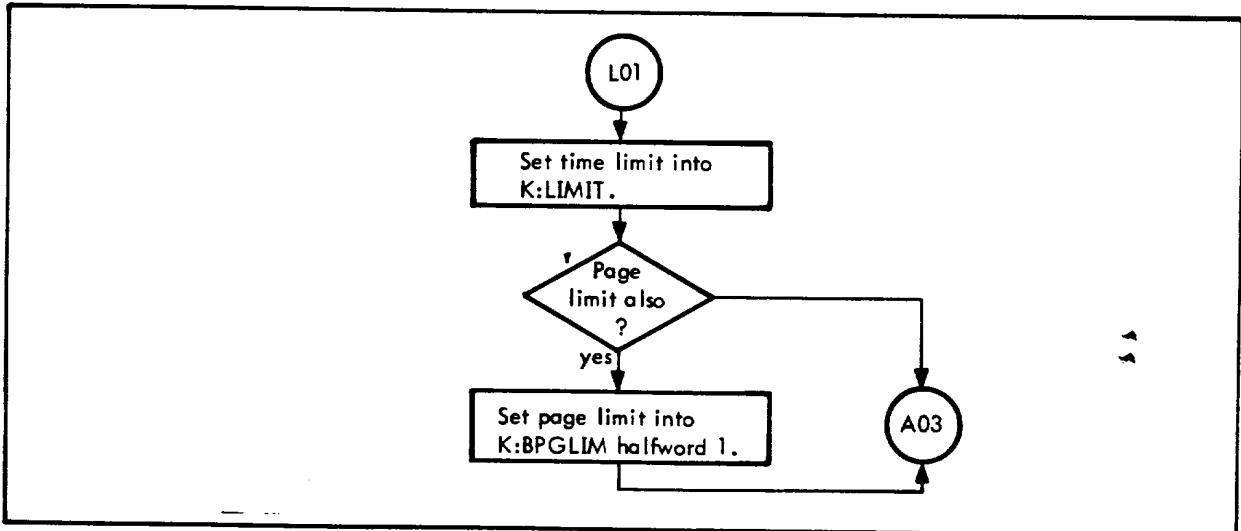 L01
Set time limit into
K:LIMIT.
Page
limit also
?
yes
Set page limit into
K:BPGLIM halfword 1.
A03